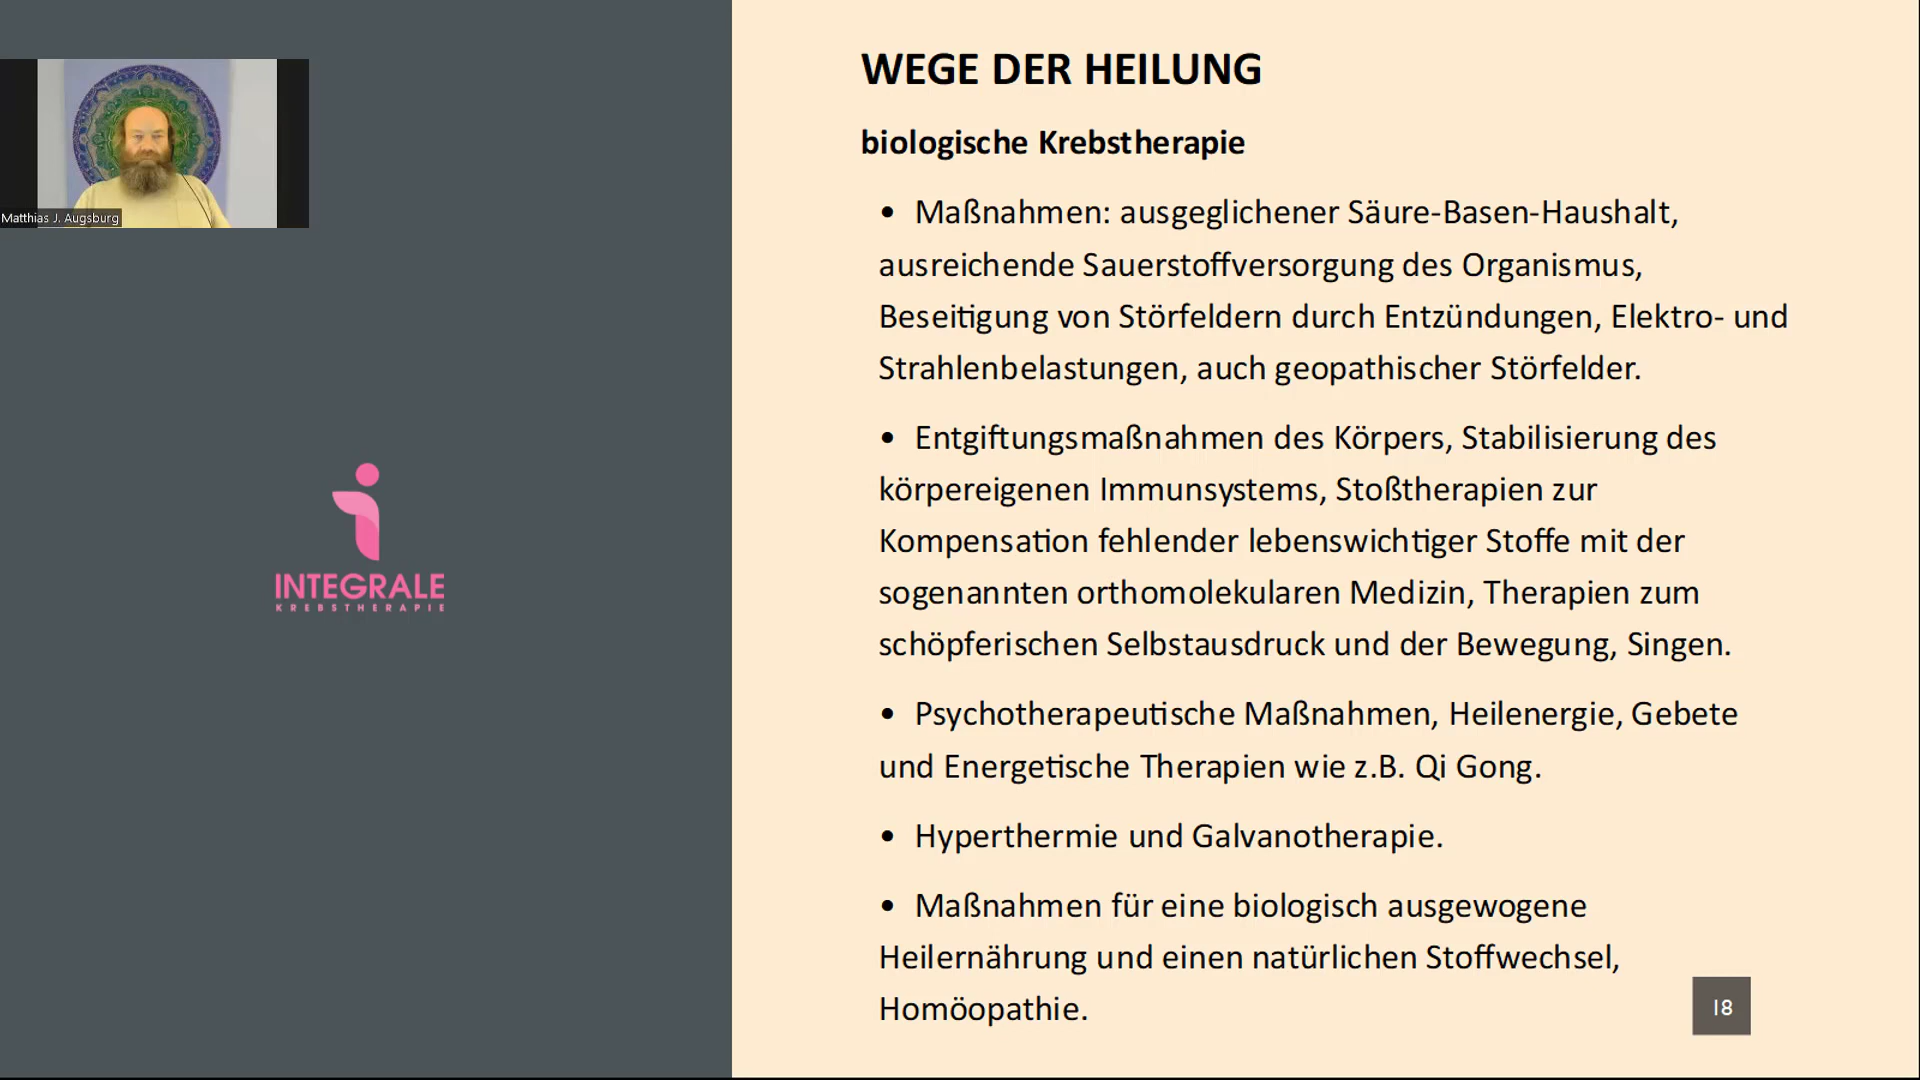 Matthias J. Augsburg
INTEGRALE
KREBSTHERAPIE
WEGE DER HEILUNG
biologische Krebstherapie
• Maßnahmen: ausgeglichener Säure-Basen-Haushalt,
ausreichende Sauerstoffversorgung des Organismus,
Beseitigung von Störfeldern durch Entzündungen, Elektro- und
Strahlenbelastungen, auch geopathischer Störfelder.
• Entgiftungsmaßnahmen des Körpers, Stabilisierung des
körpereigenen Immunsystems, Stoßtherapien zur
Kompensation fehlender lebenswichtiger Stoffe mit der
sogenannten orthomolekularen Medizin, Therapien zum
schöpferischen Selbstausdruck und der Bewegung, Singen.
• Psychotherapeutische Maßnahmen, Heilenergie, Gebete
und Energetische Therapien wie z.B. Qi Gong.
• Hyperthermie und Galvanotherapie.
• Maßnahmen für eine biologisch ausgewogene
Heilernährung und einen natürlichen Stoffwechsel,
Homöopathie.
18